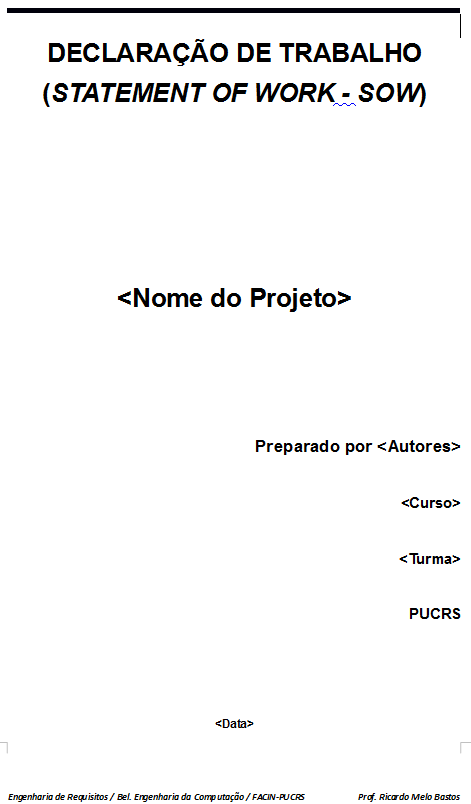 DECLARAÇÃO DE TRABALHO
(STATEMENT OF WORK - SOW)
<Nome do Projeto>
Preparado por <Autores>
<Curso>
<Turma>
PUCRS
<Data>
Engenharia de Requisitos / Bel. Engenharia da Computação / FACIN-PUCRS Prof. Ricardo Melo Bastos